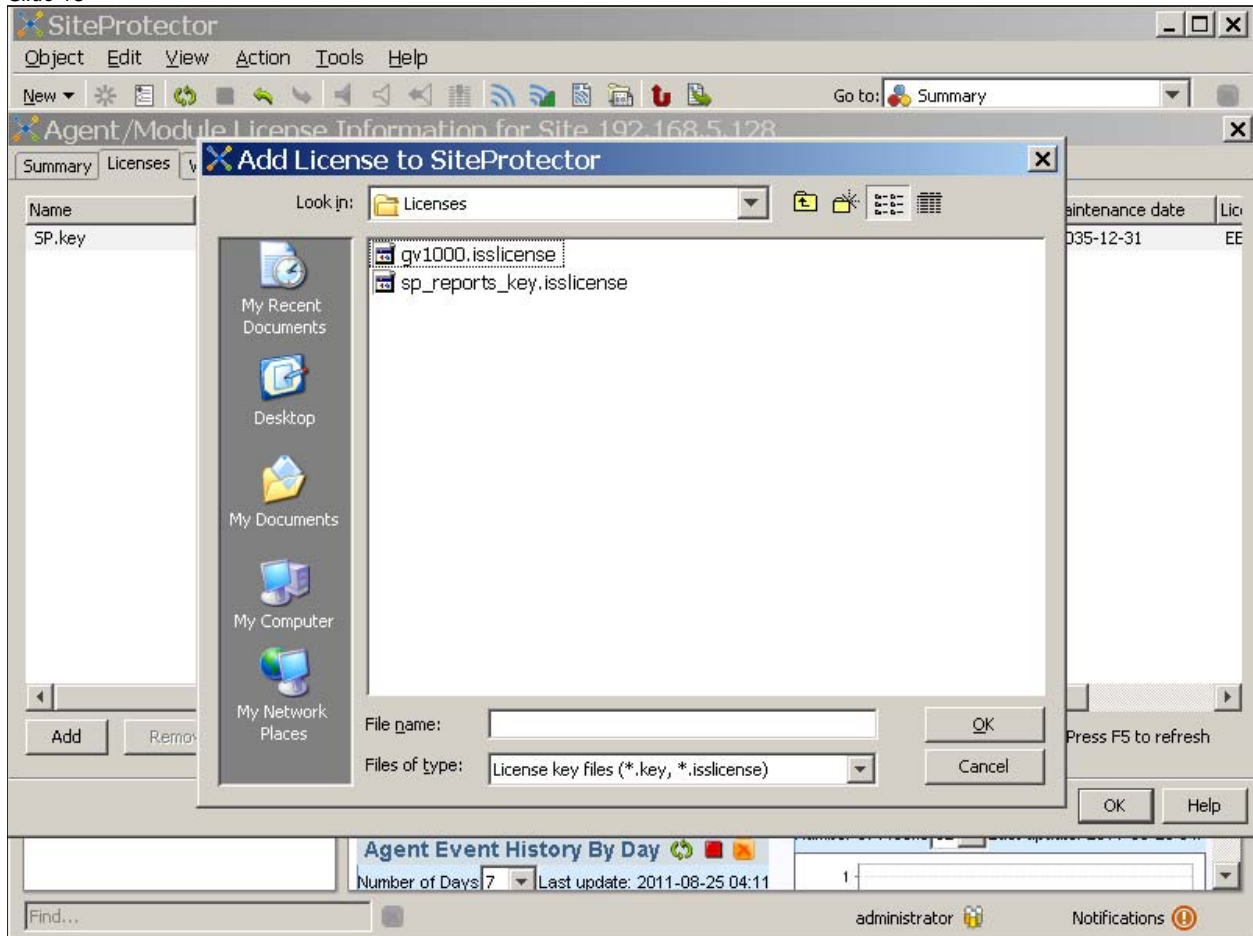 SiteProtector
Object Edit View Action Tools Help
New Go to: Summary
Agent/Module License Information for Site 192.168.5.128
Summary Licenses
Add License to SiteProtector
Look in: Licenses
Name
SP.key
maintenance date
035-12-31 EE
gv1000.isslicense
sp_reports_key.isslicense
My Recent
Documents
Desktop
My Documents
My Computer
My Network
Places
File name: OK
Files of type: License key files (*.key, *.isslicense) Cancel
Add Remov Press F5 to refresh
OK Help
Agent Event History By Day
Number of Days 7 Last update: 2011-08-25 04:11
1
Find... administrator Notifications